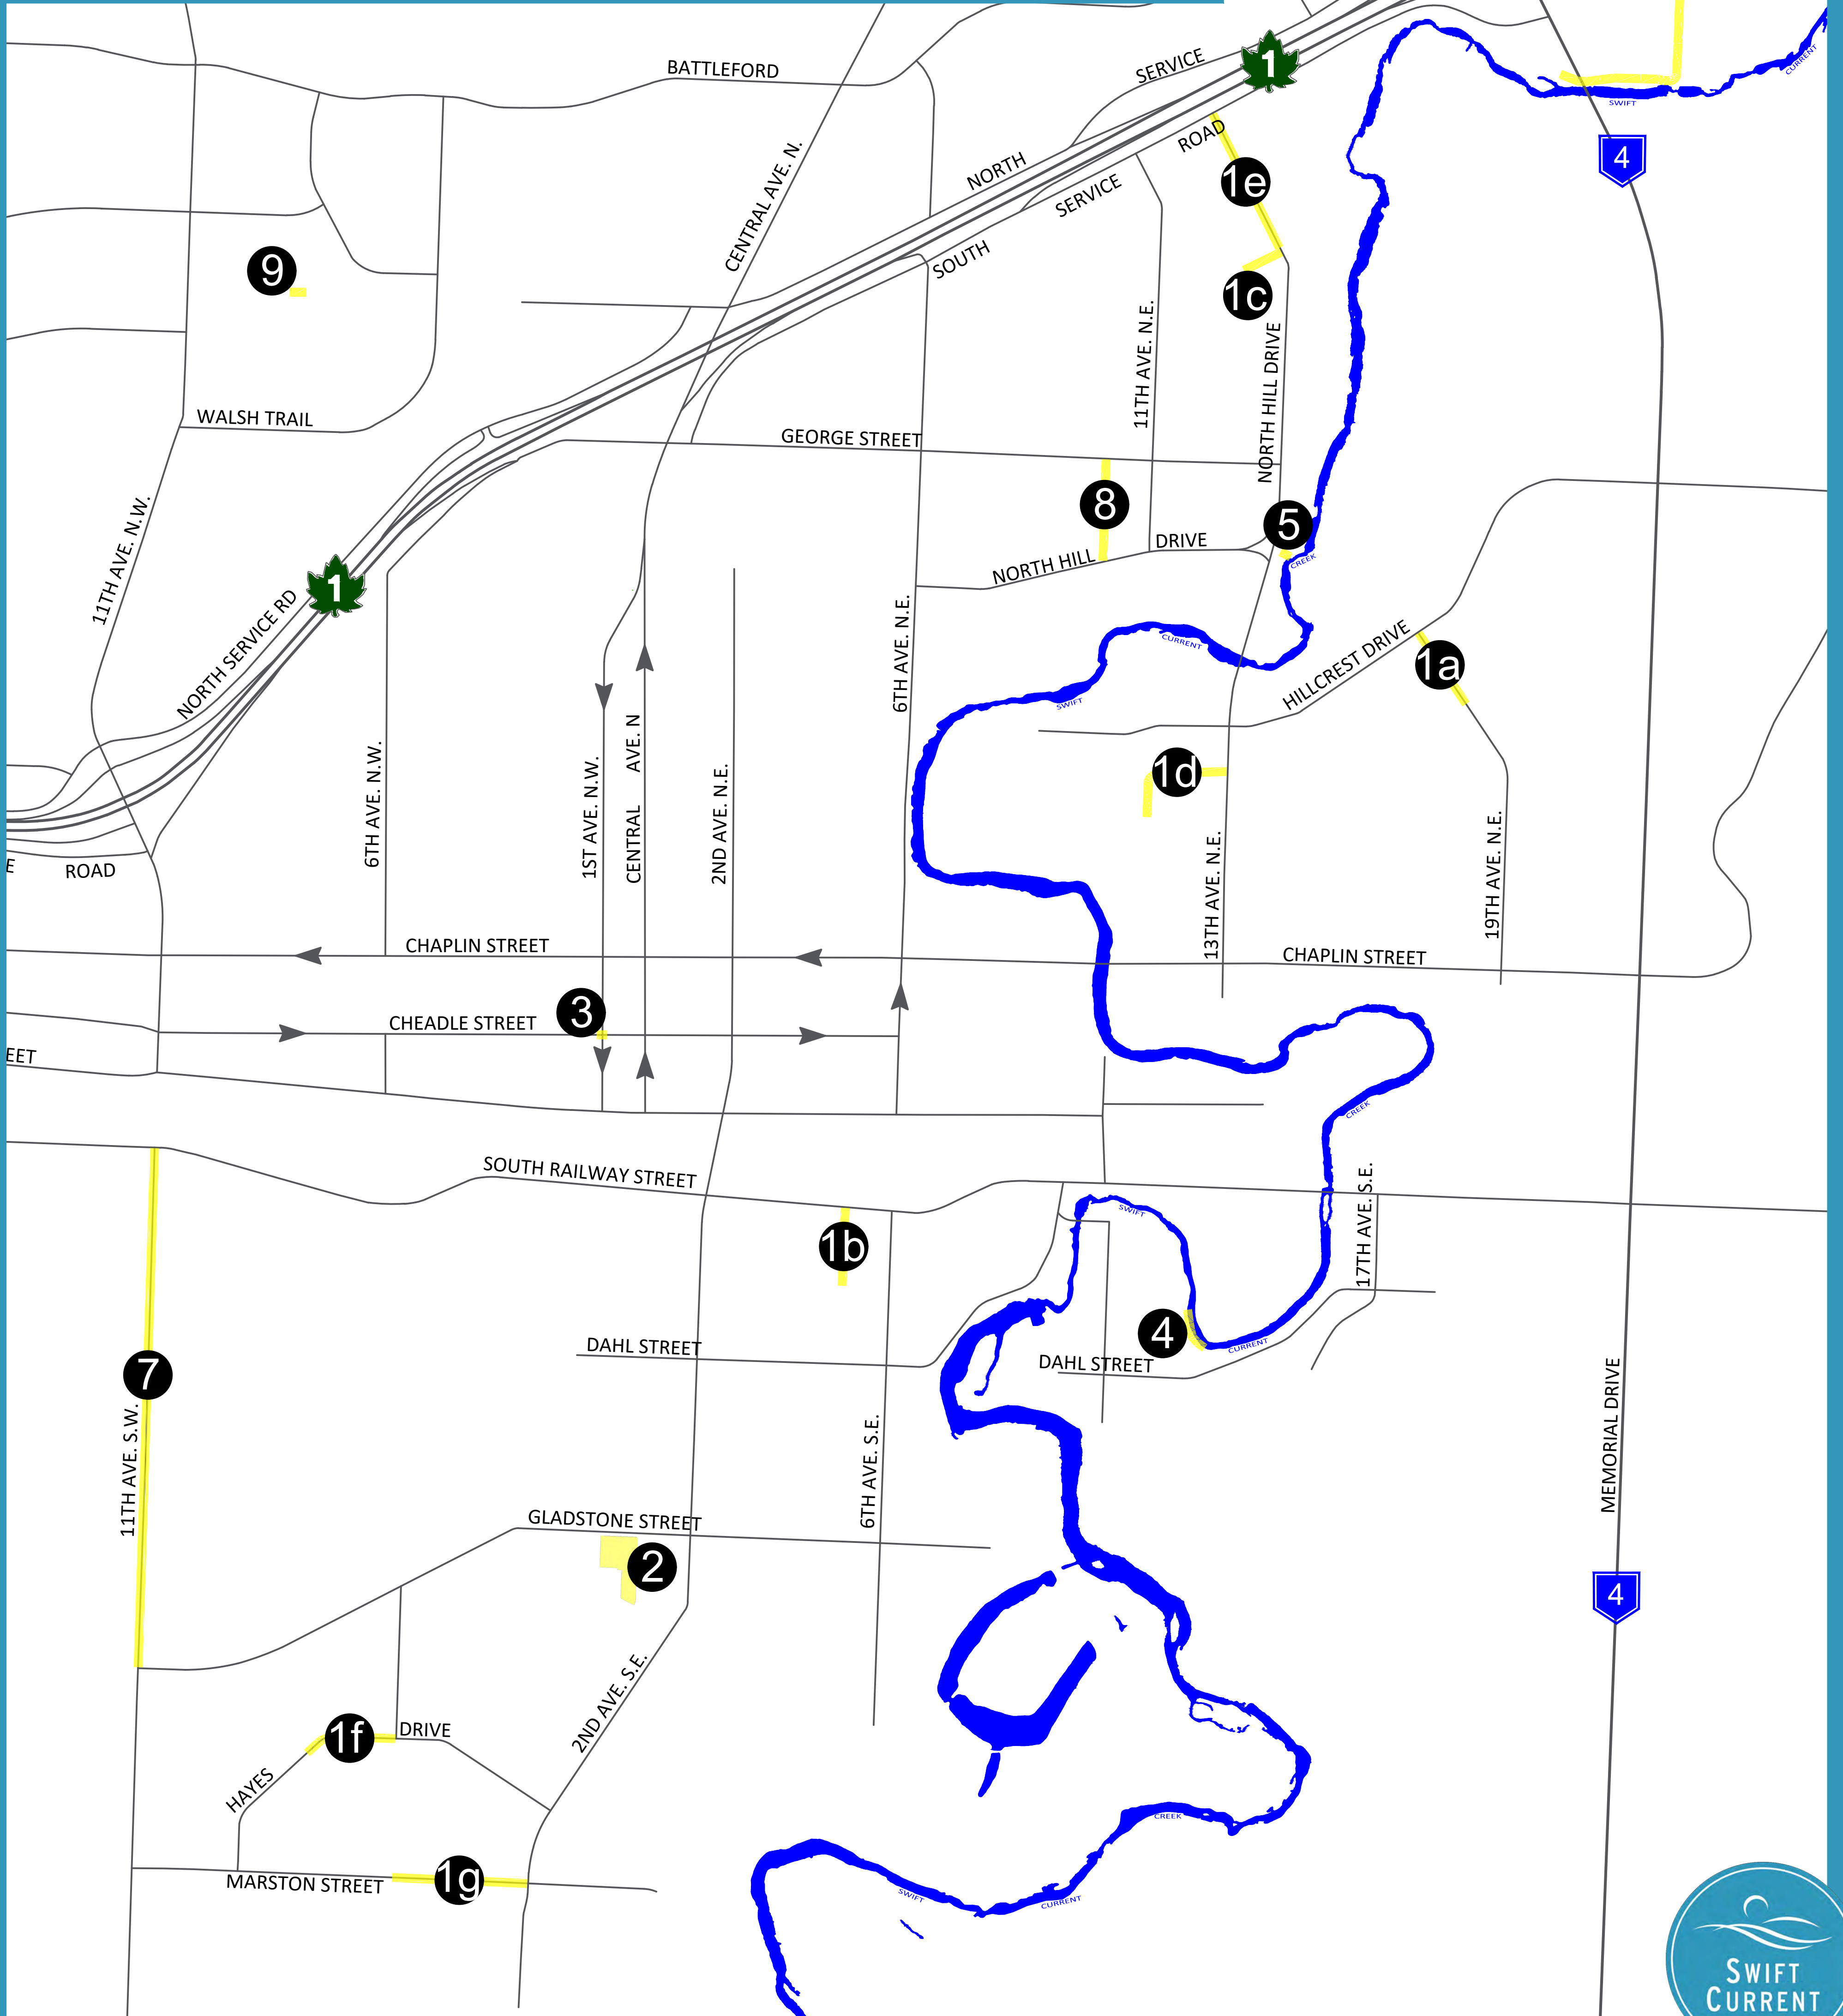 BATTLEFORD
SERVICE
1
CURRENT
SWIFT
ROAD
4
CENTRAL AVE. N.
NORTH
SERVICE
SOUTH
1e
9
1c
11TH AVE. N.E.
NORTH HILL DRIVE
WALSH TRAIL
GEORGE STREET
8
5
11TH AVE. N.W.
DRIVE
NORTH HILL
CREEK
1
NORTH SERVICE RD
6TH AVE. N.E.
CURRENT
HILLCREST DRIVE
1a
SWIFT
6TH AVE. N.W.
1ST AVE. N.W.
CENTRAL AVE. N
2ND AVE. N.E.
1d
13TH AVE. N.E.
19TH AVE. N.E.
E ROAD
CHAPLIN STREET
CHAPLIN STREET
3
CHEADLE STREET
EET
CREEK
SOUTH RAILWAY STREET
17TH AVE. S.E.
SWIFT
1b
4
DAHL STREET
CURRENT
DAHL STREET
7
11TH AVE. S.W.
6TH AVE. S.E.
MEMORIAL DRIVE
GLADSTONE STREET
2
4
2ND AVE. S.E.
1f
DRIVE
HAYES
CREEK
1g
MARSTON STREET
SWIFT
CURRENT
SWIFT
CURRENT